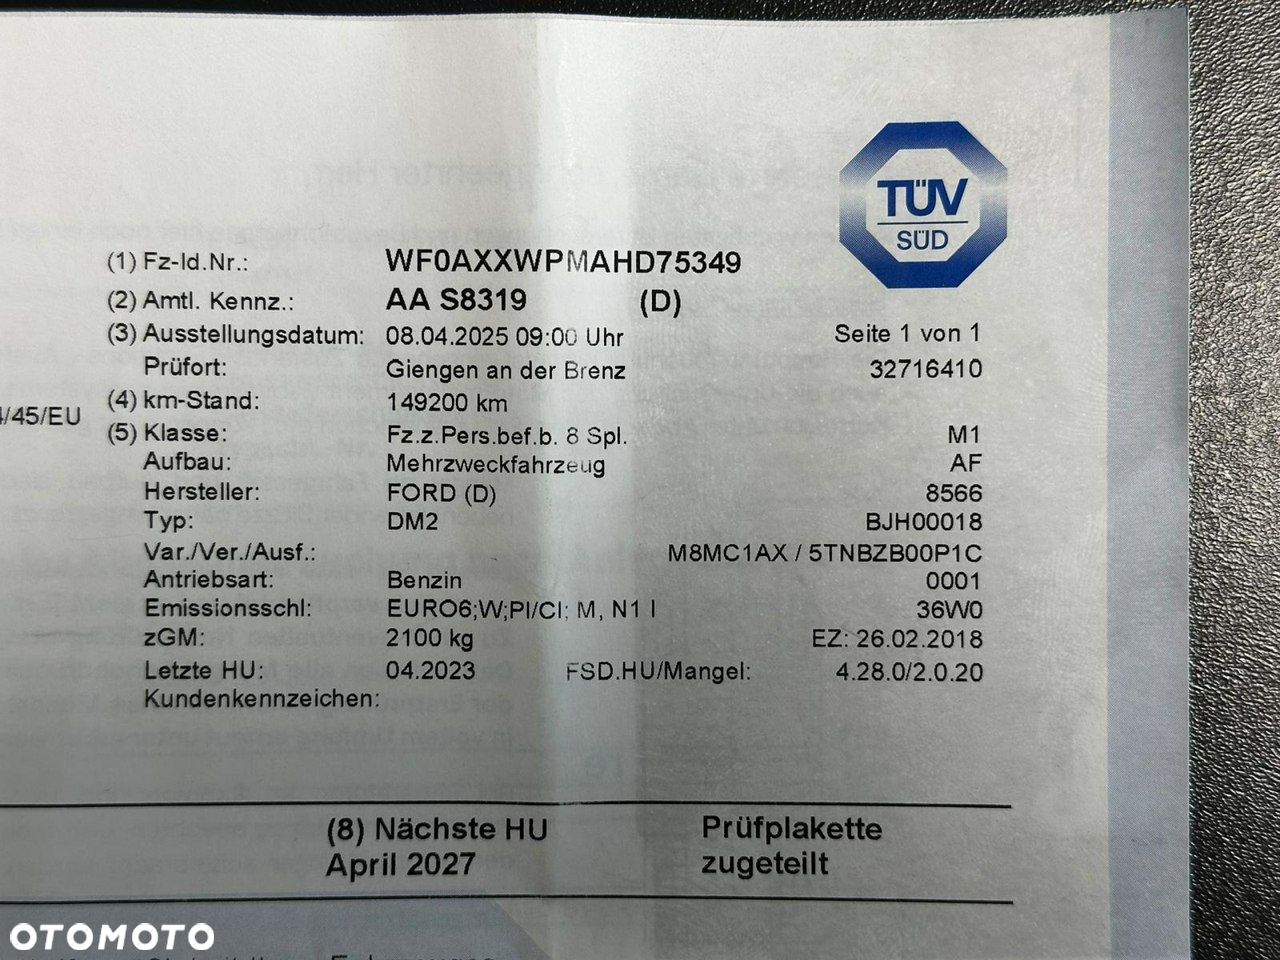 TÜV
SÜD
(1) Fz-Id.Nr.: WF0AXXWPMAHD75349
(2) Amtl. Kennz.: AA S8319 (D)
(3) Ausstellungsdatum: 08.04.2025 09:00 Uhr Seite 1 von 1
Prüfort: Giengen an der Brenz 32716410
/45/EU (4) km-Stand: 149200 km
(5) Klasse: Fz.z.Pers.bef.b. 8 Spl. M1
Aufbau: Mehrzweckfahrzeug AF
Hersteller: FORD (D) 8566
Typ: DM2 BJH00018
Var./Ver./Ausf.: M8MC1AX / 5TNBZB00P1C
Antriebsart: Benzin 0001
Emissionsschl: EURO6;W;PI/CI; M, N1 I 36W0
zGM: 2100 kg EZ: 26.02.2018
Letzte HU: 04.2023 FSD.HU/Mangel: 4.28.0/2.0.20
Kundenkennzeichen:
(8) Nächste HU Prüfplakette
April 2027 zugeteilt
OTOMOTO